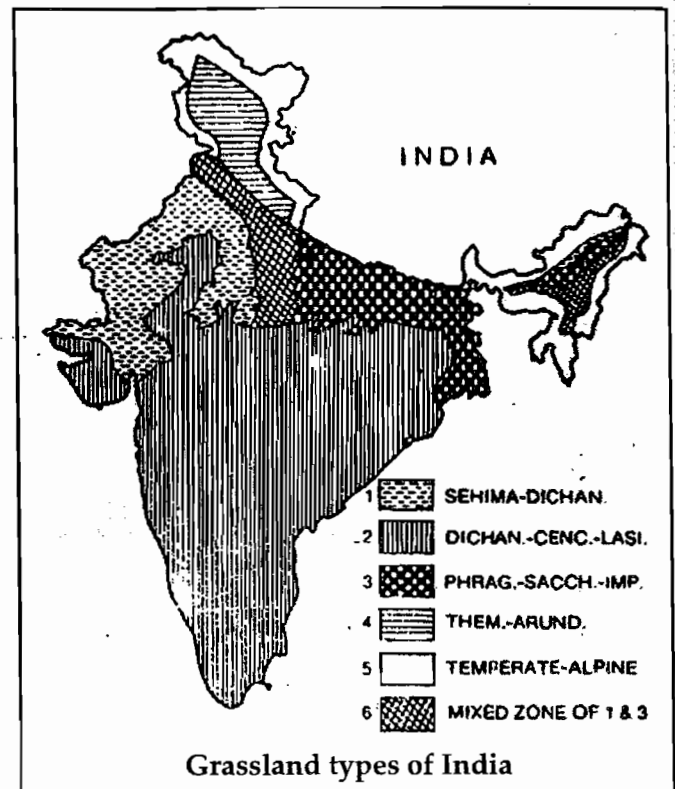 INDIA
1 SEHIMA-DICHAN.
2 DICHAN.-CENC.-LASI.
3 PHRAG.-SACCH.-IMP.
4 THEM.-ARUND.
5 TEMPERATE-ALPINE
6 MIXED ZONE OF 1 & 3
Grassland types of India